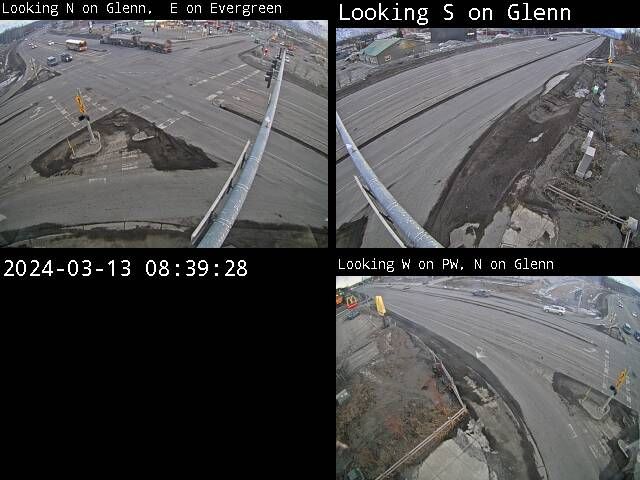 Looking N on Glenn,  E on Evergreen
Looking S on Glenn
2024-03-13 08:39:28
Looking W on PW, N on Glenn